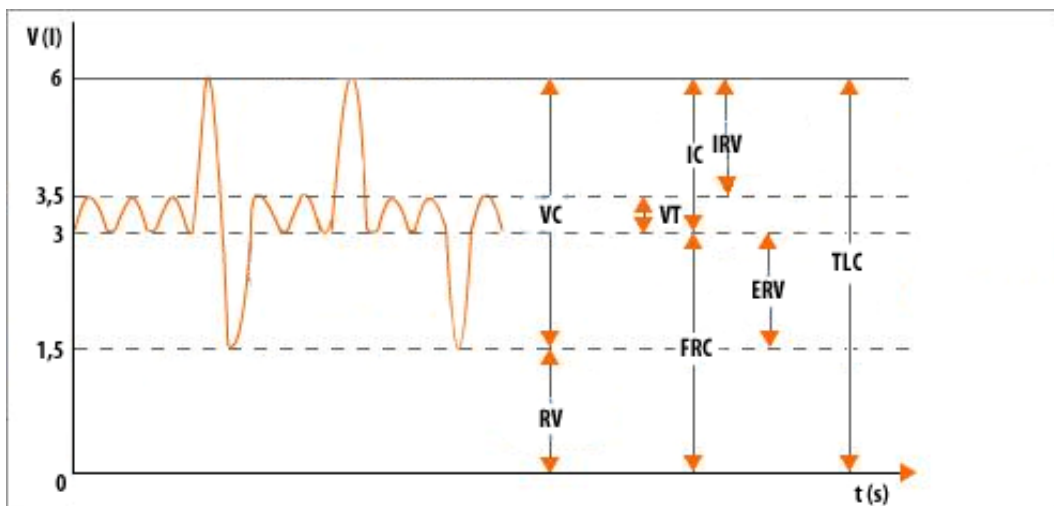 V (l)
6
IC
IRV
3,5
VC
VT
3
TLC
ERV
1,5
FRC
RV
0
t (s)